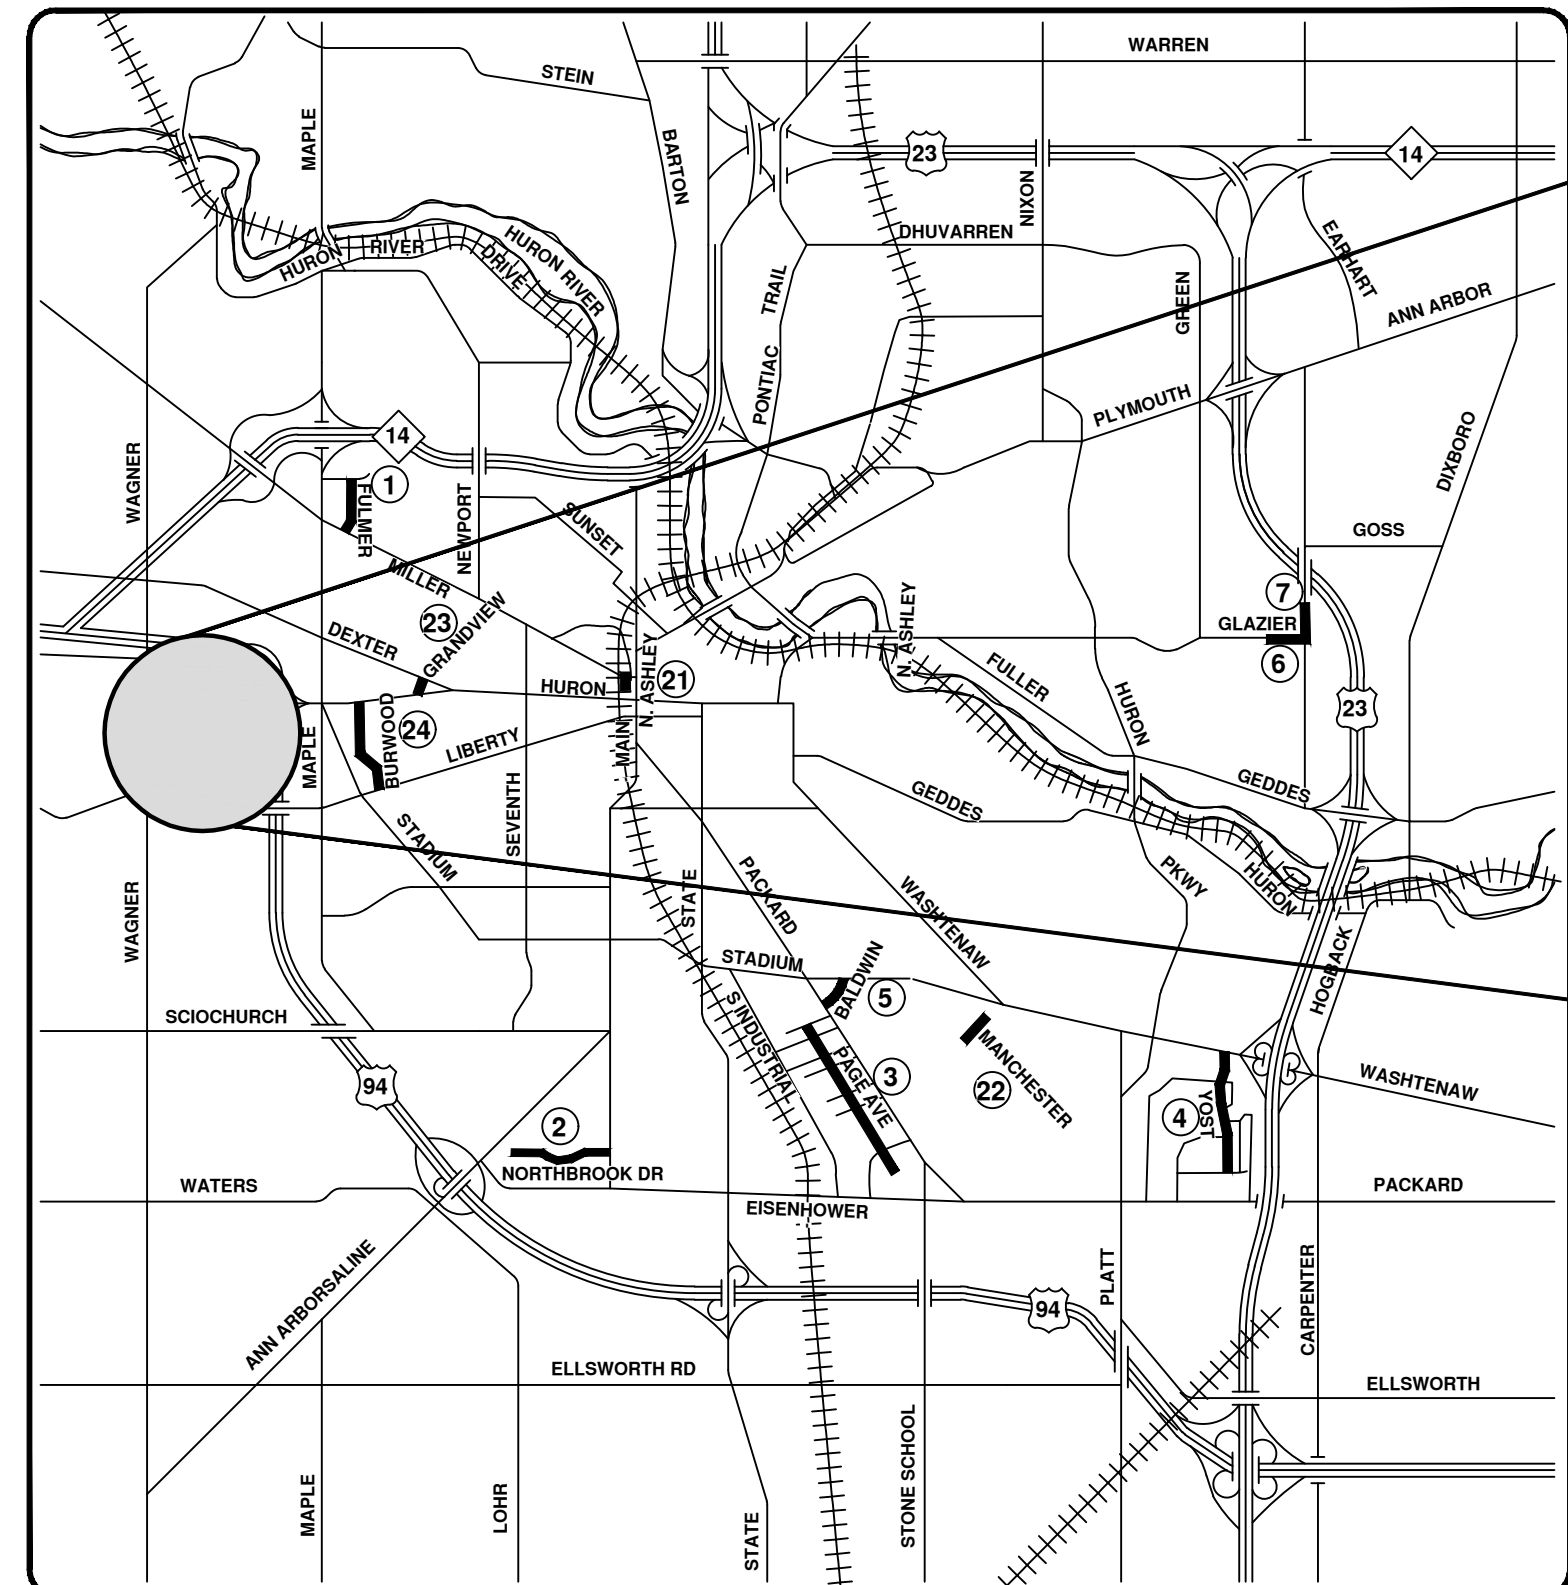 WARREN
STEIN
MAPLE
BARTON
23
14
NIXON
DHUVARREN
EARHART
HURON
RIVER
DRIVE
HURON RIVER
PONTIAC
TRAIL
GREEN
ANN ARBOR
PLYMOUTH
DIXBORO
14
WAGNER
1
FULMER
NEWPORT
SUNSET
GOSS
MILLER
23
GRANDVIEW
DEXTER
7
GLAZIER
6
N. ASHLEY
FULLER
HURON
HURON
21
N. ASHLEY
MAIN
23
24
BURWOOD
MAPLE
LIBERTY
SEVENTH
STADIUM
GEDDES
GEDDES
PKWY
HURON
WAGNER
STATE
PACKARD
WASHTENAW
HOGBACK
STADIUM
BALDWIN
5
SCIOCHURCH
S INDUSTRIAL
PAGE AVE
3
MANCHESTER
22
94
2
NORTHBROOK DR
4
YOST
WASHTENAW
WATERS
EISENHOWER
PACKARD
ANN ARBORSALINE
PLATT
CARPENTER
94
ELLSWORTH RD
ELLSWORTH
MAPLE
LOHR
STATE
STONE SCHOOL